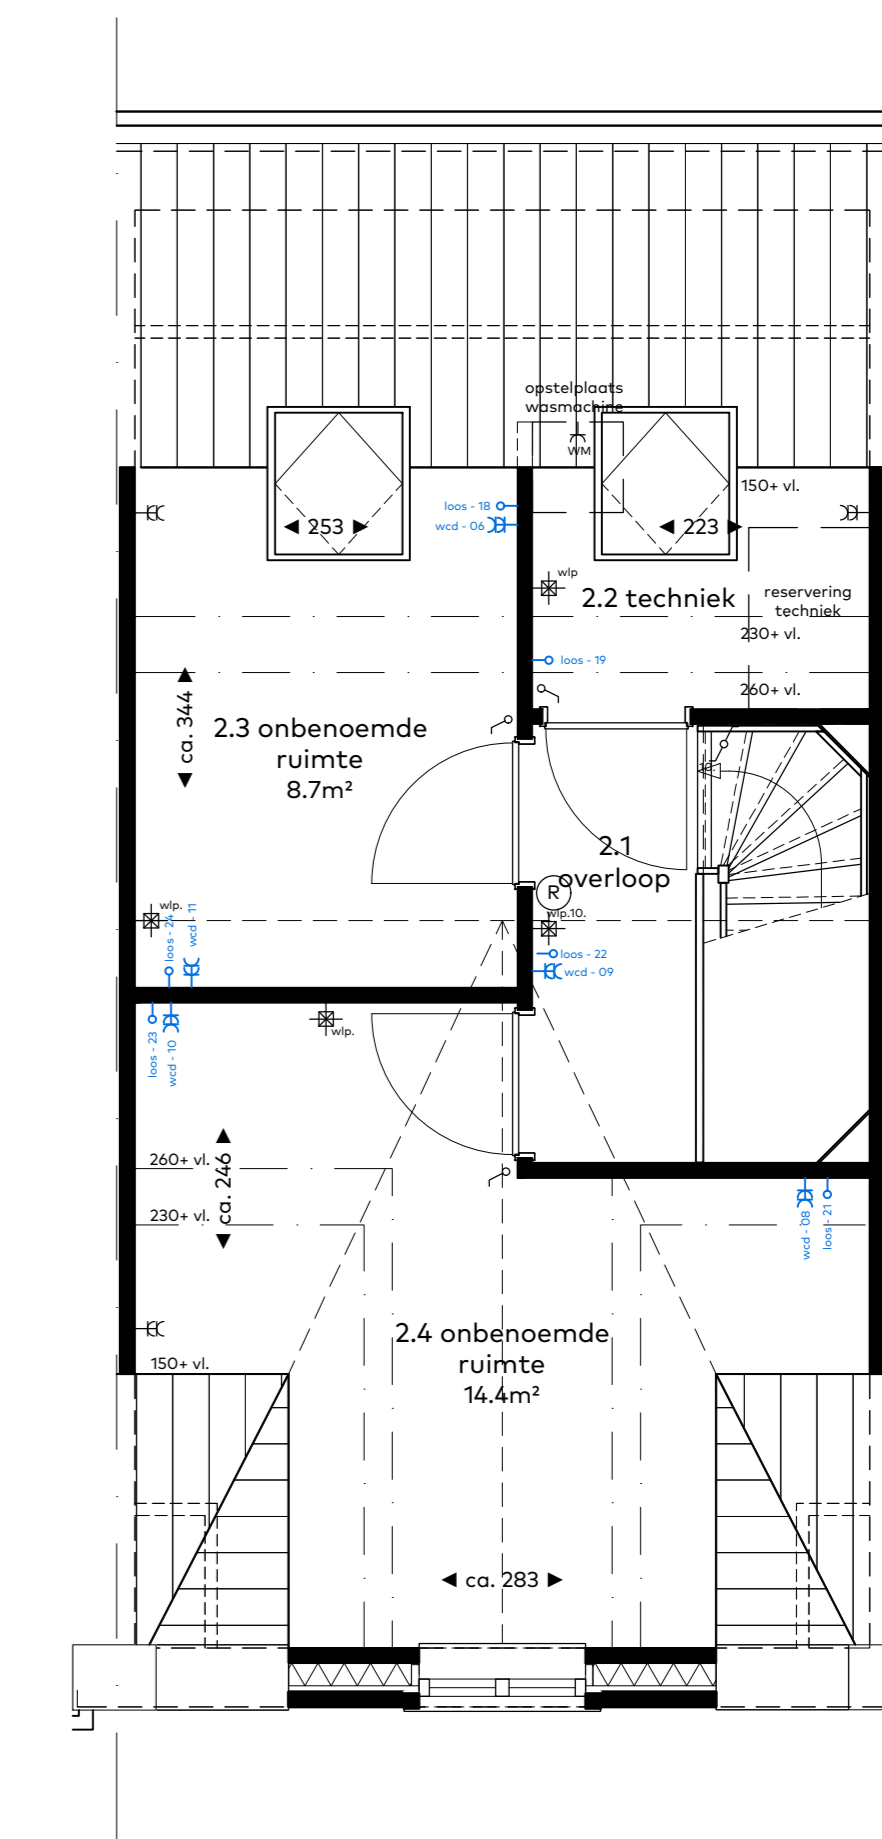 opstelplaats
wasmachine
WM
150+ vl.
loos - 18
wcd - 06
253
223
wlp
2.2 techniek
reservering
techniek
230+ vl.
loos - 19
260+ vl.
ca. 344
2.3 onbenoemde
ruimte
8.7m²
2.1
overloop
R
wlp.
loos - 24
wcd - 11
wlp.10.
loos - 22
wcd - 09
loos - 23
wcd - 10
wlp.
260+ vl.
ca. 246
230+ vl.
wcd - 08
loos - 21
2.4 onbenoemde
ruimte
14.4m²
150+ vl.
ca. 283